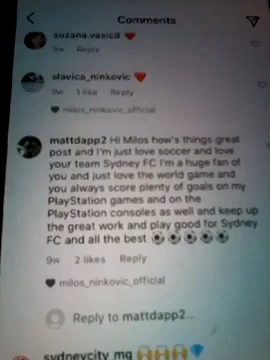 Comments
suzana.vasic8 ❤️
9w Reply
slavica_ninkovic ❤️
9w 1 like Reply
milos_ninkovic_official
mattdapp2 Hi Milos how's things great
post and I'm just love soccer and love
your team Sydney FC I'm a huge fan of
you and just love the world game and
you always score plenty of goals on my
PlayStation games and on the
PlayStation consoles as well and keep up
the great work and play good for Sydney
FC and all the best ⚽⚽⚽⚽⚽
9w 2 likes Reply
milos_ninkovic_official
Reply to mattdapp2...
sydneycity_mg